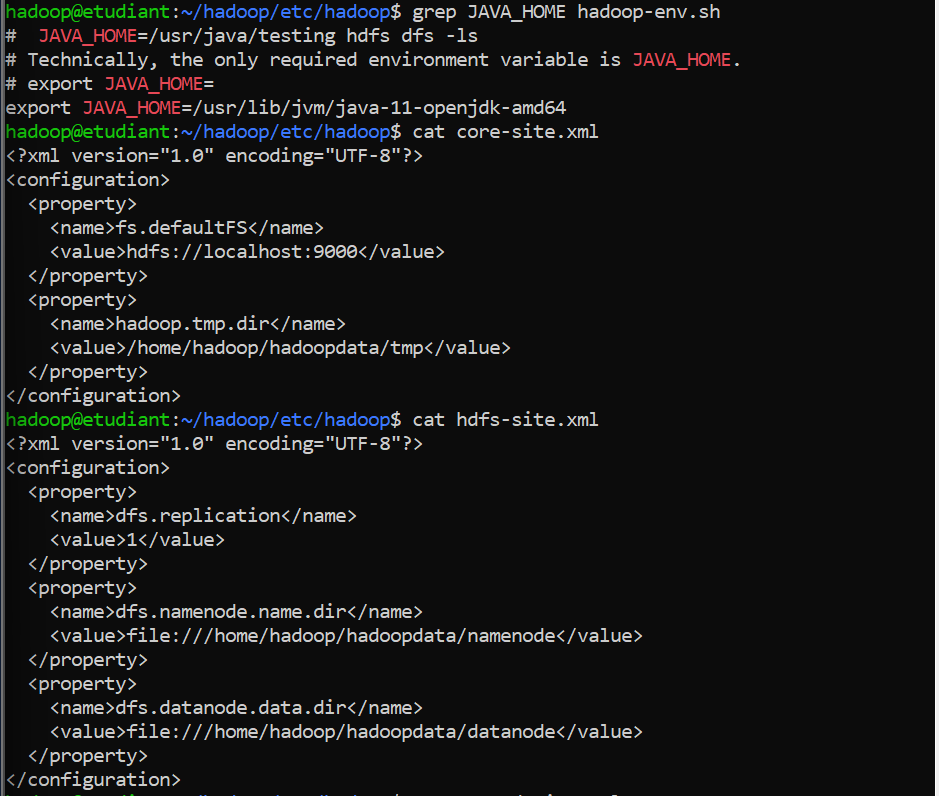 hadoop@etudiant:~/hadoop/etc/hadoop$ grep JAVA_HOME hadoop-env.sh
#  JAVA_HOME=/usr/java/testing hdfs dfs -ls
# Technically, the only required environment variable is JAVA_HOME.
# export JAVA_HOME=
export JAVA_HOME=/usr/lib/jvm/java-11-openjdk-amd64
hadoop@etudiant:~/hadoop/etc/hadoop$ cat core-site.xml
<?xml version="1.0" encoding="UTF-8"?>
<configuration>
  <property>
    <name>fs.defaultFS</name>
    <value>hdfs://localhost:9000</value>
  </property>
  <property>
    <name>hadoop.tmp.dir</name>
    <value>/home/hadoop/hadoopdata/tmp</value>
  </property>
</configuration>
hadoop@etudiant:~/hadoop/etc/hadoop$ cat hdfs-site.xml
<?xml version="1.0" encoding="UTF-8"?>
<configuration>
  <property>
    <name>dfs.replication</name>
    <value>1</value>
  </property>
  <property>
    <name>dfs.namenode.name.dir</name>
    <value>file:///home/hadoop/hadoopdata/namenode</value>
  </property>
  <property>
    <name>dfs.datanode.data.dir</name>
    <value>file:///home/hadoop/hadoopdata/datanode</value>
  </property>
</configuration>